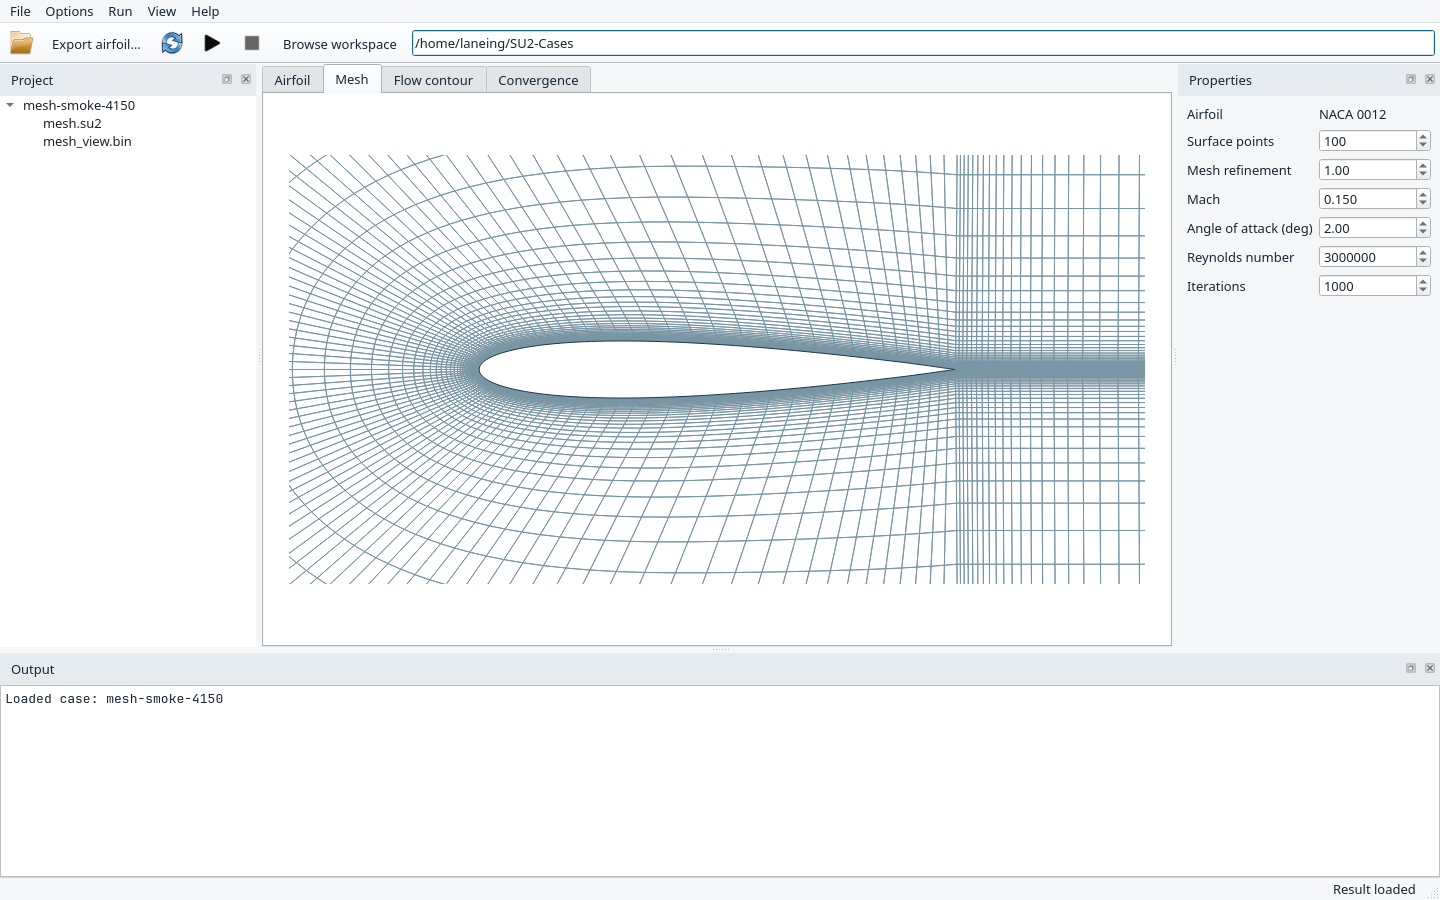 File Options Run View Help
Export airfoil... Browse workspace /home/laneing/SU2-Cases
Project
mesh-smoke-4150
mesh.su2
mesh_view.bin
Airfoil Mesh Flow contour Convergence
Properties
Airfoil NACA 0012
Surface points 100
Mesh refinement 1.00
Mach 0.150
Angle of attack (deg) 2.00
Reynolds number 3000000
Iterations 1000
Output
Loaded case: mesh-smoke-4150
Result loaded